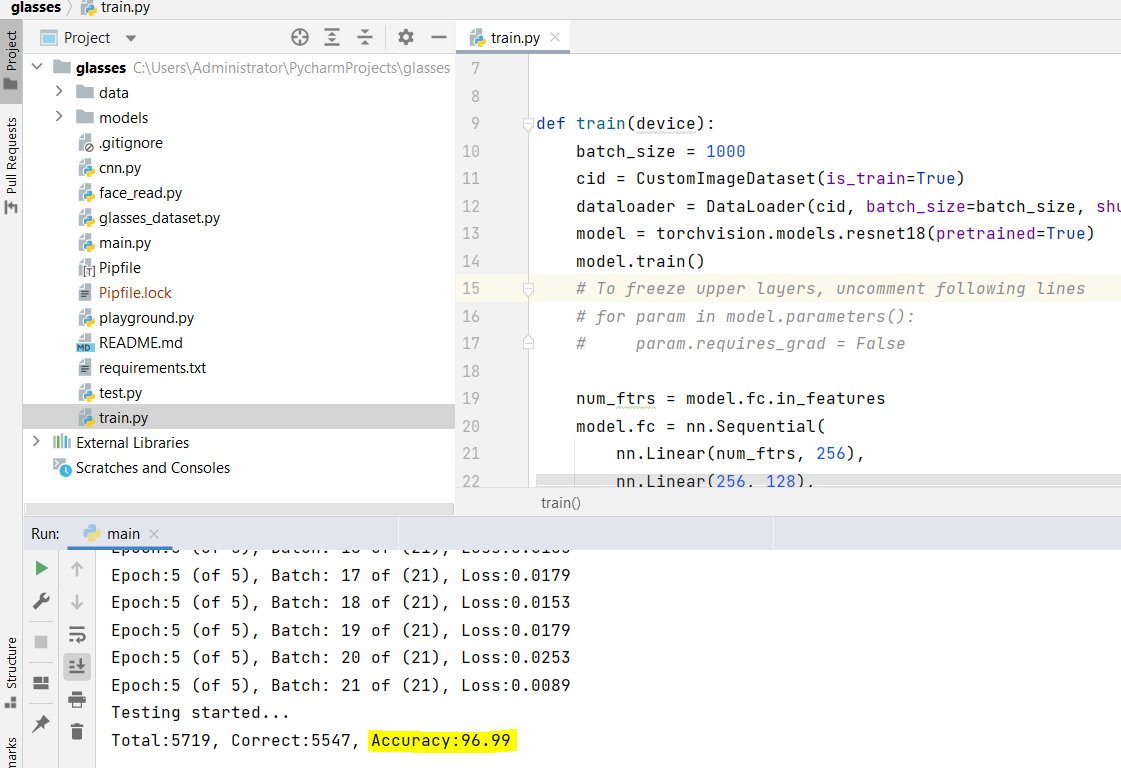 glasses train.py
Project
Pull Requests
Structure
Project
train.py
glasses C:\Users\Administrator\PycharmProjects\glasses
data
models
.gitignore
cnn.py
face_read.py
glasses_dataset.py
main.py
Pipfile
Pipfile.lock
playground.py
MD README.md
requirements.txt
test.py
train.py
External Libraries
Scratches and Consoles
7
8
9 def train(device):
10 batch_size = 1000
11 cid = CustomImageDataset(is_train=True)
12 dataloader = DataLoader(cid, batch_size=batch_size, shu
13 model = torchvision.models.resnet18(pretrained=True)
14 model.train()
15 # To freeze upper layers, uncomment following lines
16 # for param in model.parameters():
17 #     param.requires_grad = False
18
19 num_ftrs = model.fc.in_features
20 model.fc = nn.Sequential(
21 nn.Linear(num_ftrs, 256),
22 nn.Linear(256, 128),
train()
Run: main
Epoch:5 (of 5), Batch: 17 of (21), Loss:0.0179
Epoch:5 (of 5), Batch: 18 of (21), Loss:0.0153
Epoch:5 (of 5), Batch: 19 of (21), Loss:0.0179
Epoch:5 (of 5), Batch: 20 of (21), Loss:0.0253
Epoch:5 (of 5), Batch: 21 of (21), Loss:0.0089
Testing started...
Total:5719, Correct:5547, Accuracy:96.99